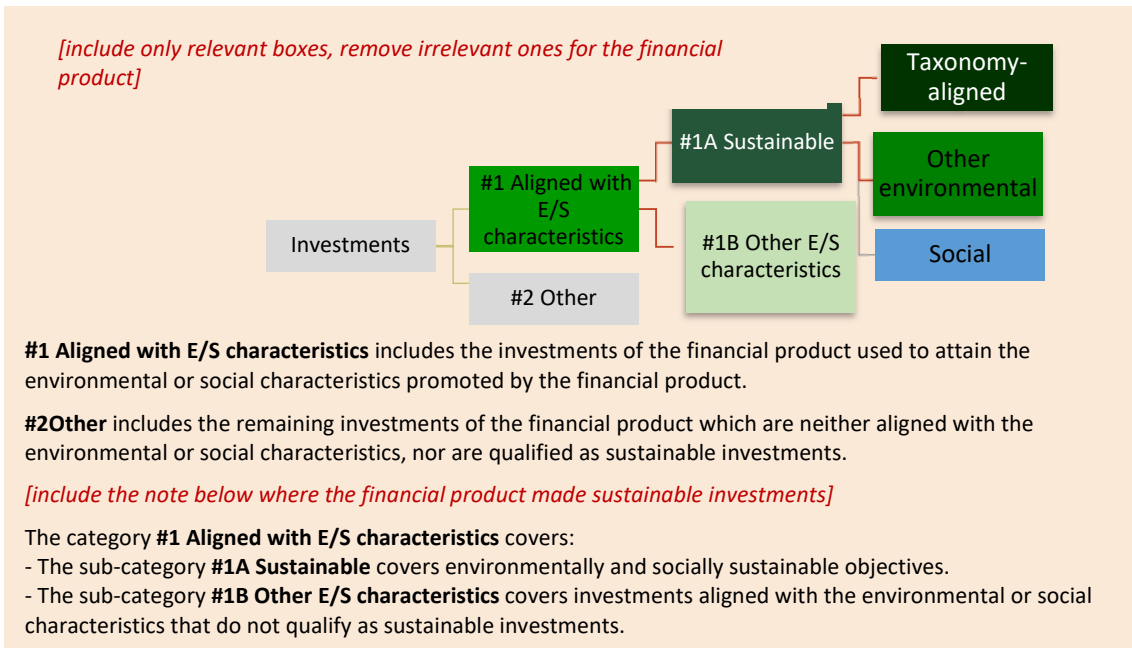 [include only relevant boxes, remove irrelevant ones for the financial
product]
Taxonomy-
aligned
#1A Sustainable
Other
environmental
#1 Aligned with
E/S
characteristics
#1B Other E/S
characteristics
Investments
Social
#2 Other
#1 Aligned with E/S characteristics includes the investments of the financial product used to attain the
environmental or social characteristics promoted by the financial product.
#2Other includes the remaining investments of the financial product which are neither aligned with the
environmental or social characteristics, nor are qualified as sustainable investments.
[include the note below where the financial product made sustainable investments]
The category #1 Aligned with E/S characteristics covers:
- The sub-category #1A Sustainable covers environmentally and socially sustainable objectives.
- The sub-category #1B Other E/S characteristics covers investments aligned with the environmental or social
characteristics that do not qualify as sustainable investments.